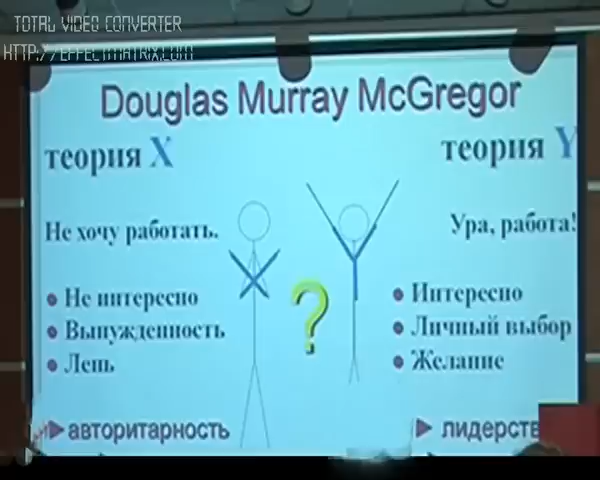 TOTAL VIDEO CONVERTER
HTTP://EFFECTMATRIX.COM
Douglas Murray McGregor
теория X
теория Y
Не хочу работать.
Ура, работа!
?
Не интересно
Вынужденность
Лень
Интересно
Личный выбор
Желание
авторитарность
лидерств